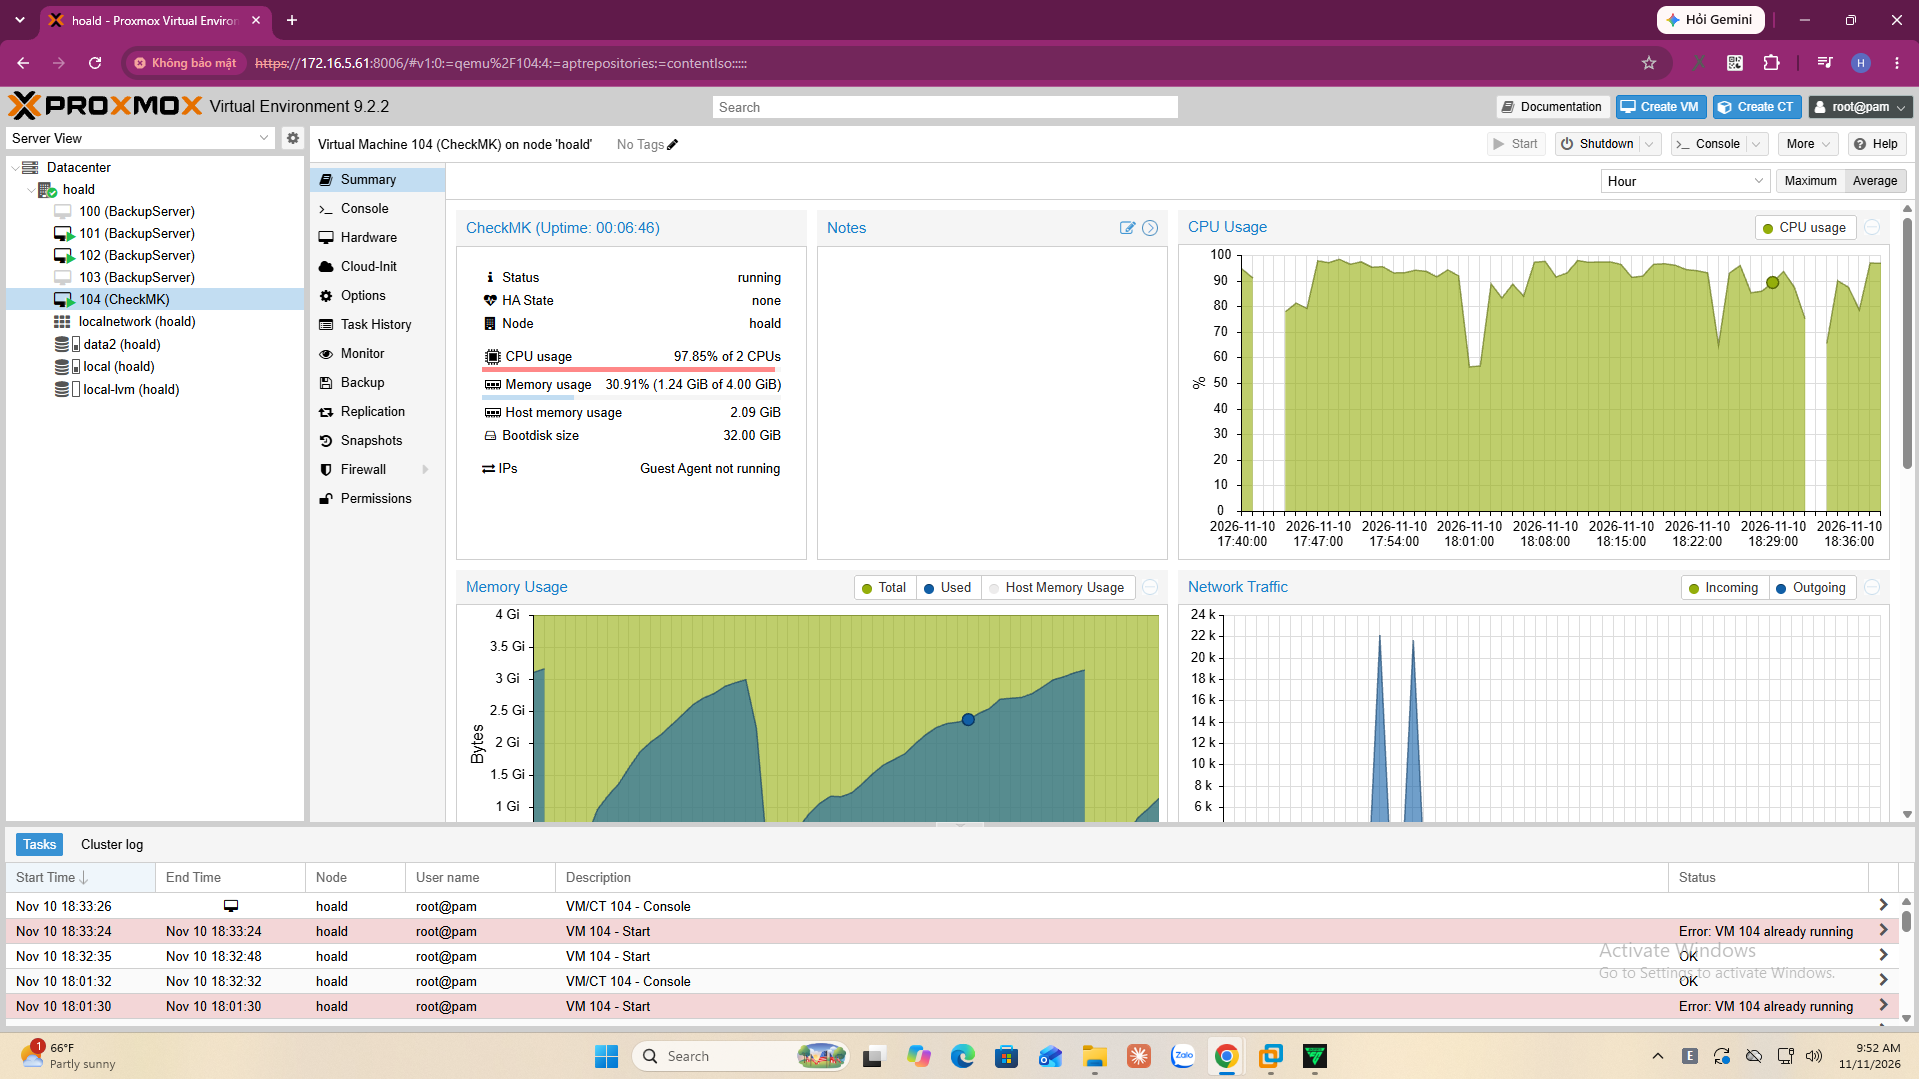 hoald - Proxmox Virtual Environ
Hỏi Gemini
Không bảo mật
https://172.16.5.61:8006/#v1:0:=qemu%2F104:4:=aptrepositories:=contentIso:::::
H
PROXMOX Virtual Environment 9.2.2
Search
Documentation
Create VM
Create CT
root@pam
Server View
Virtual Machine 104 (CheckMK) on node 'hoald'
No Tags
Start
Shutdown
Console
More
Help
Datacenter
hoald
100 (BackupServer)
101 (BackupServer)
102 (BackupServer)
103 (BackupServer)
104 (CheckMK)
localnetwork (hoald)
data2 (hoald)
local (hoald)
local-lvm (hoald)
Summary
Console
Hardware
Cloud-Init
Options
Task History
Monitor
Backup
Replication
Snapshots
Firewall
Permissions
Hour
Maximum
Average
CheckMK (Uptime: 00:06:46)
Status running
HA State none
Node hoald
CPU usage 97.85% of 2 CPUs
Memory usage 30.91% (1.24 GiB of 4.00 GiB)
Host memory usage 2.09 GiB
Bootdisk size 32.00 GiB
IPs Guest Agent not running
Notes
CPU Usage
CPU usage
100
90
80
70
60
50
40
30
20
10
0
%
2026-11-10 2026-11-10 2026-11-10 2026-11-10 2026-11-10 2026-11-10 2026-11-10 2026-11-10 2026-11-10
17:40:00 17:47:00 17:54:00 18:01:00 18:08:00 18:15:00 18:22:00 18:29:00 18:36:00
Memory Usage
Total
Used
Host Memory Usage
4 Gi
3.5 Gi
3 Gi
2.5 Gi
2 Gi
1.5 Gi
1 Gi
Bytes
Network Traffic
Incoming
Outgoing
24 k
22 k
20 k
18 k
16 k
14 k
12 k
10 k
8 k
6 k
Tasks
Cluster log
Start Time End Time Node User name Description Status
Nov 10 18:33:26 hoald root@pam VM/CT 104 - Console
Nov 10 18:33:24 Nov 10 18:33:24 hoald root@pam VM 104 - Start Error: VM 104 already running
Nov 10 18:32:35 Nov 10 18:32:48 hoald root@pam VM 104 - Start OK
Nov 10 18:01:32 Nov 10 18:32:32 hoald root@pam VM/CT 104 - Console OK
Nov 10 18:01:30 Nov 10 18:01:30 hoald root@pam VM 104 - Start Error: VM 104 already running
Activate Windows
Go to Settings to activate Windows.
1
66°F
Partly sunny
Search
Zalo
E
9:52 AM
11/11/2026